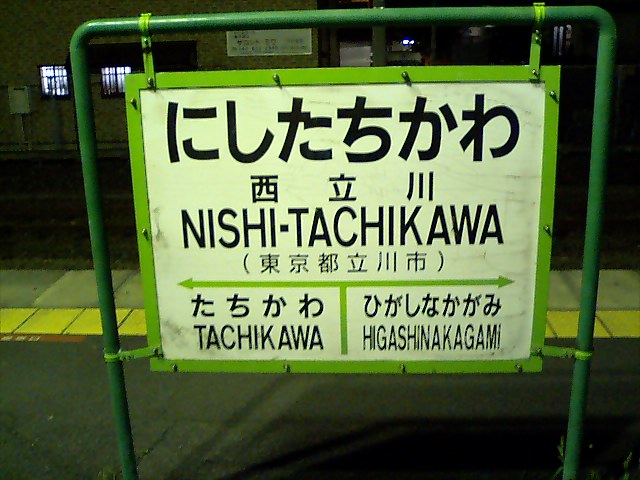 にしたちかわ
西立川
NISHI-TACHIKAWA
(東京都立川市)
たちかわ ひがしなかがみ
TACHIKAWA HIGASHINAKAGAMi